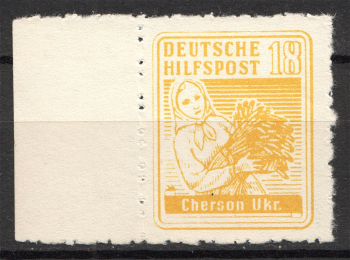 DEUTSCHE
HILFSPOST 18
Cherson Ukr.